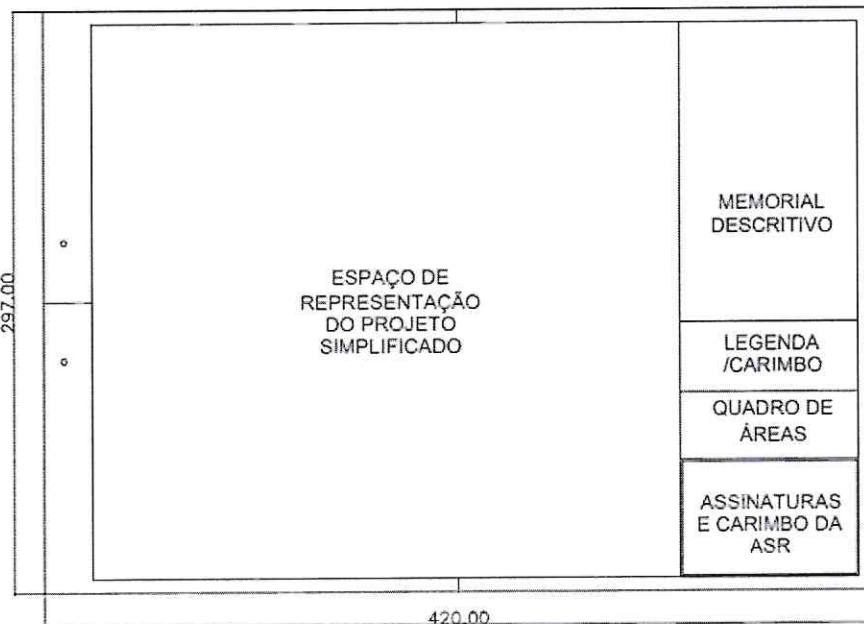 297.00
ESPAÇO DE
REPRESENTAÇÃO
DO PROJETO
SIMPLIFICADO
MEMORIAL
DESCRITIVO
LEGENDA
/CARIMBO
QUADRO DE
ÁREAS
ASSINATURAS
E CARIMBO DA
ASR
420.00